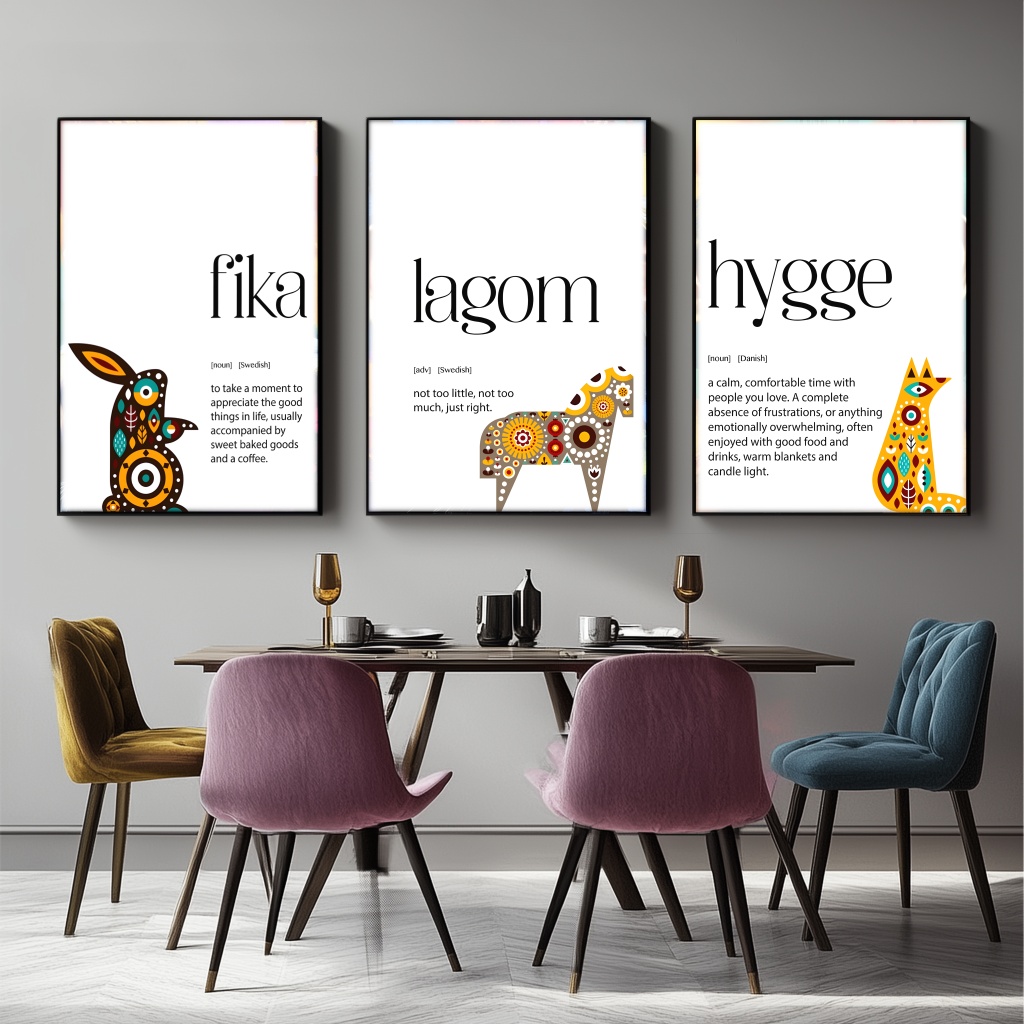 fika
[noun] [Swedish]
to take a moment to
appreciate the good
things in life, usually
accompanied by
sweet baked goods
and a coffee.
lagom
[adv] [Swedish]
not too little, not too
much, just right.
hygge
[noun] [Danish]
a calm, comfortable time with
people you love. A complete
absence of frustrations, or anything
emotionally overwhelming, often
enjoyed with good food and
drinks, warm blankets and
candle light.